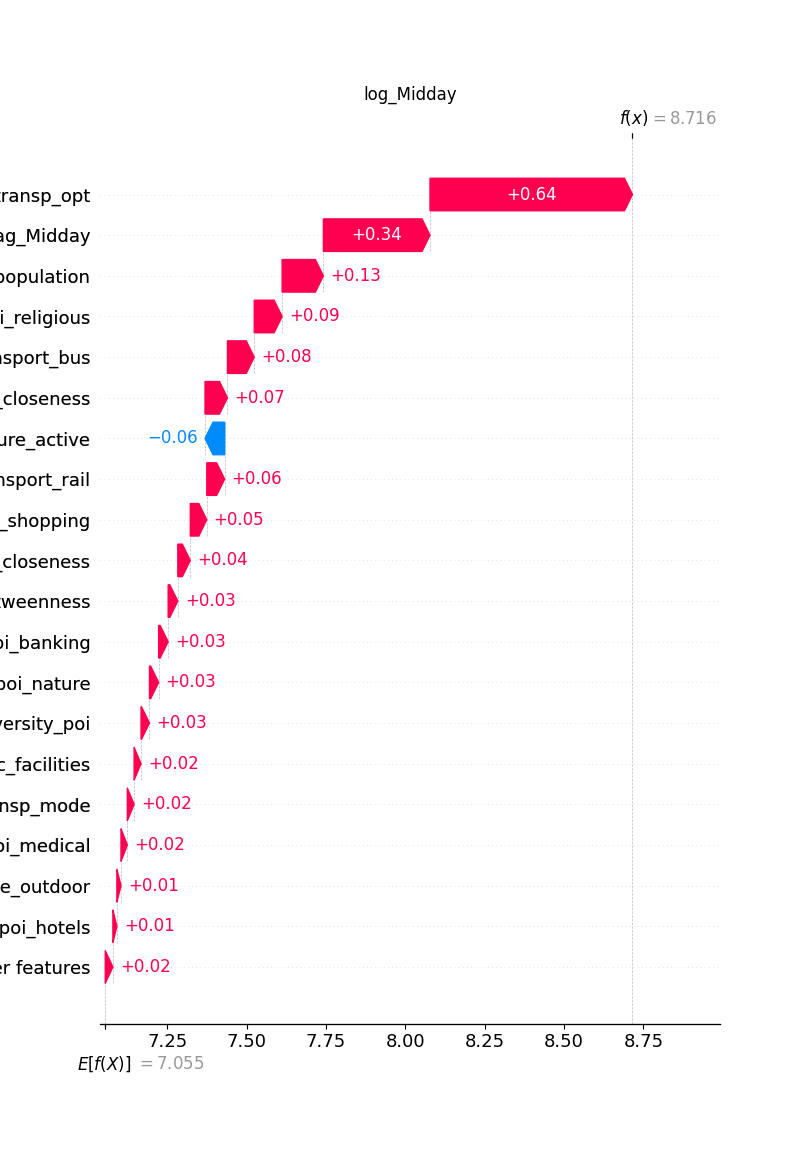 log_Midday
f(x) = 8.716
ransp_opt +0.64
ag_Midday +0.34
population +0.13
i_religious +0.09
nsport_bus +0.08
_closeness +0.07
ure_active −0.06
nsport_rail +0.06
_shopping +0.05
_closeness +0.04
tweenness +0.03
oi_banking +0.03
poi_nature +0.03
versity_poi +0.03
c_facilities +0.02
nsp_mode +0.02
oi_medical +0.02
e_outdoor +0.01
poi_hotels +0.01
er features +0.02
7.25 7.50 7.75 8.00 8.25 8.50 8.75
E[f(X)] = 7.055